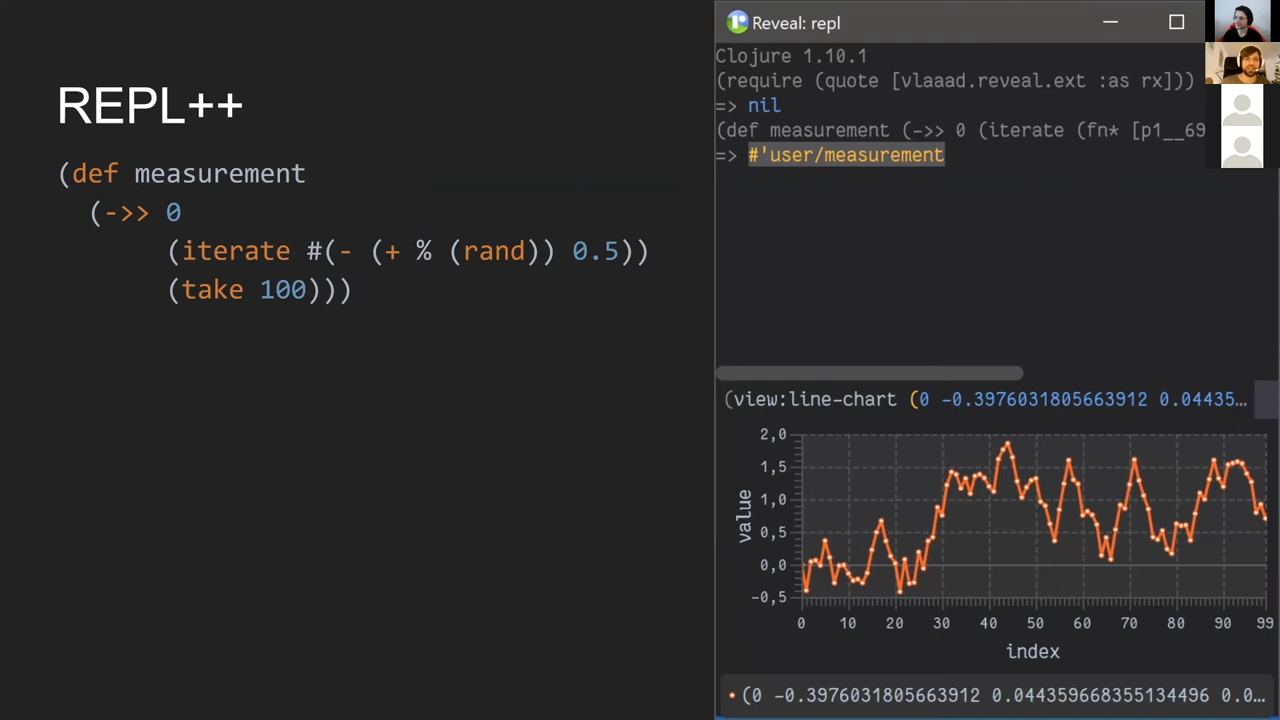 REPL++
(def measurement
(->> 0
(iterate #(- (+ % (rand)) 0.5))
(take 100)))
Reveal: repl
Clojure 1.10.1
(require (quote [vlaaad.reveal.ext :as rx]))
=> nil
(def measurement (->> 0 (iterate (fn* [p1__69
=> #'user/measurement
(view:line-chart (0 -0.3976031805663912 0.04435…
2,0
1,5
1,0
0,5
0,0
-0,5
value
0 10 20 30 40 50 60 70 80 90 99
index
(0 -0.3976031805663912 0.044359668355134496 0.0…